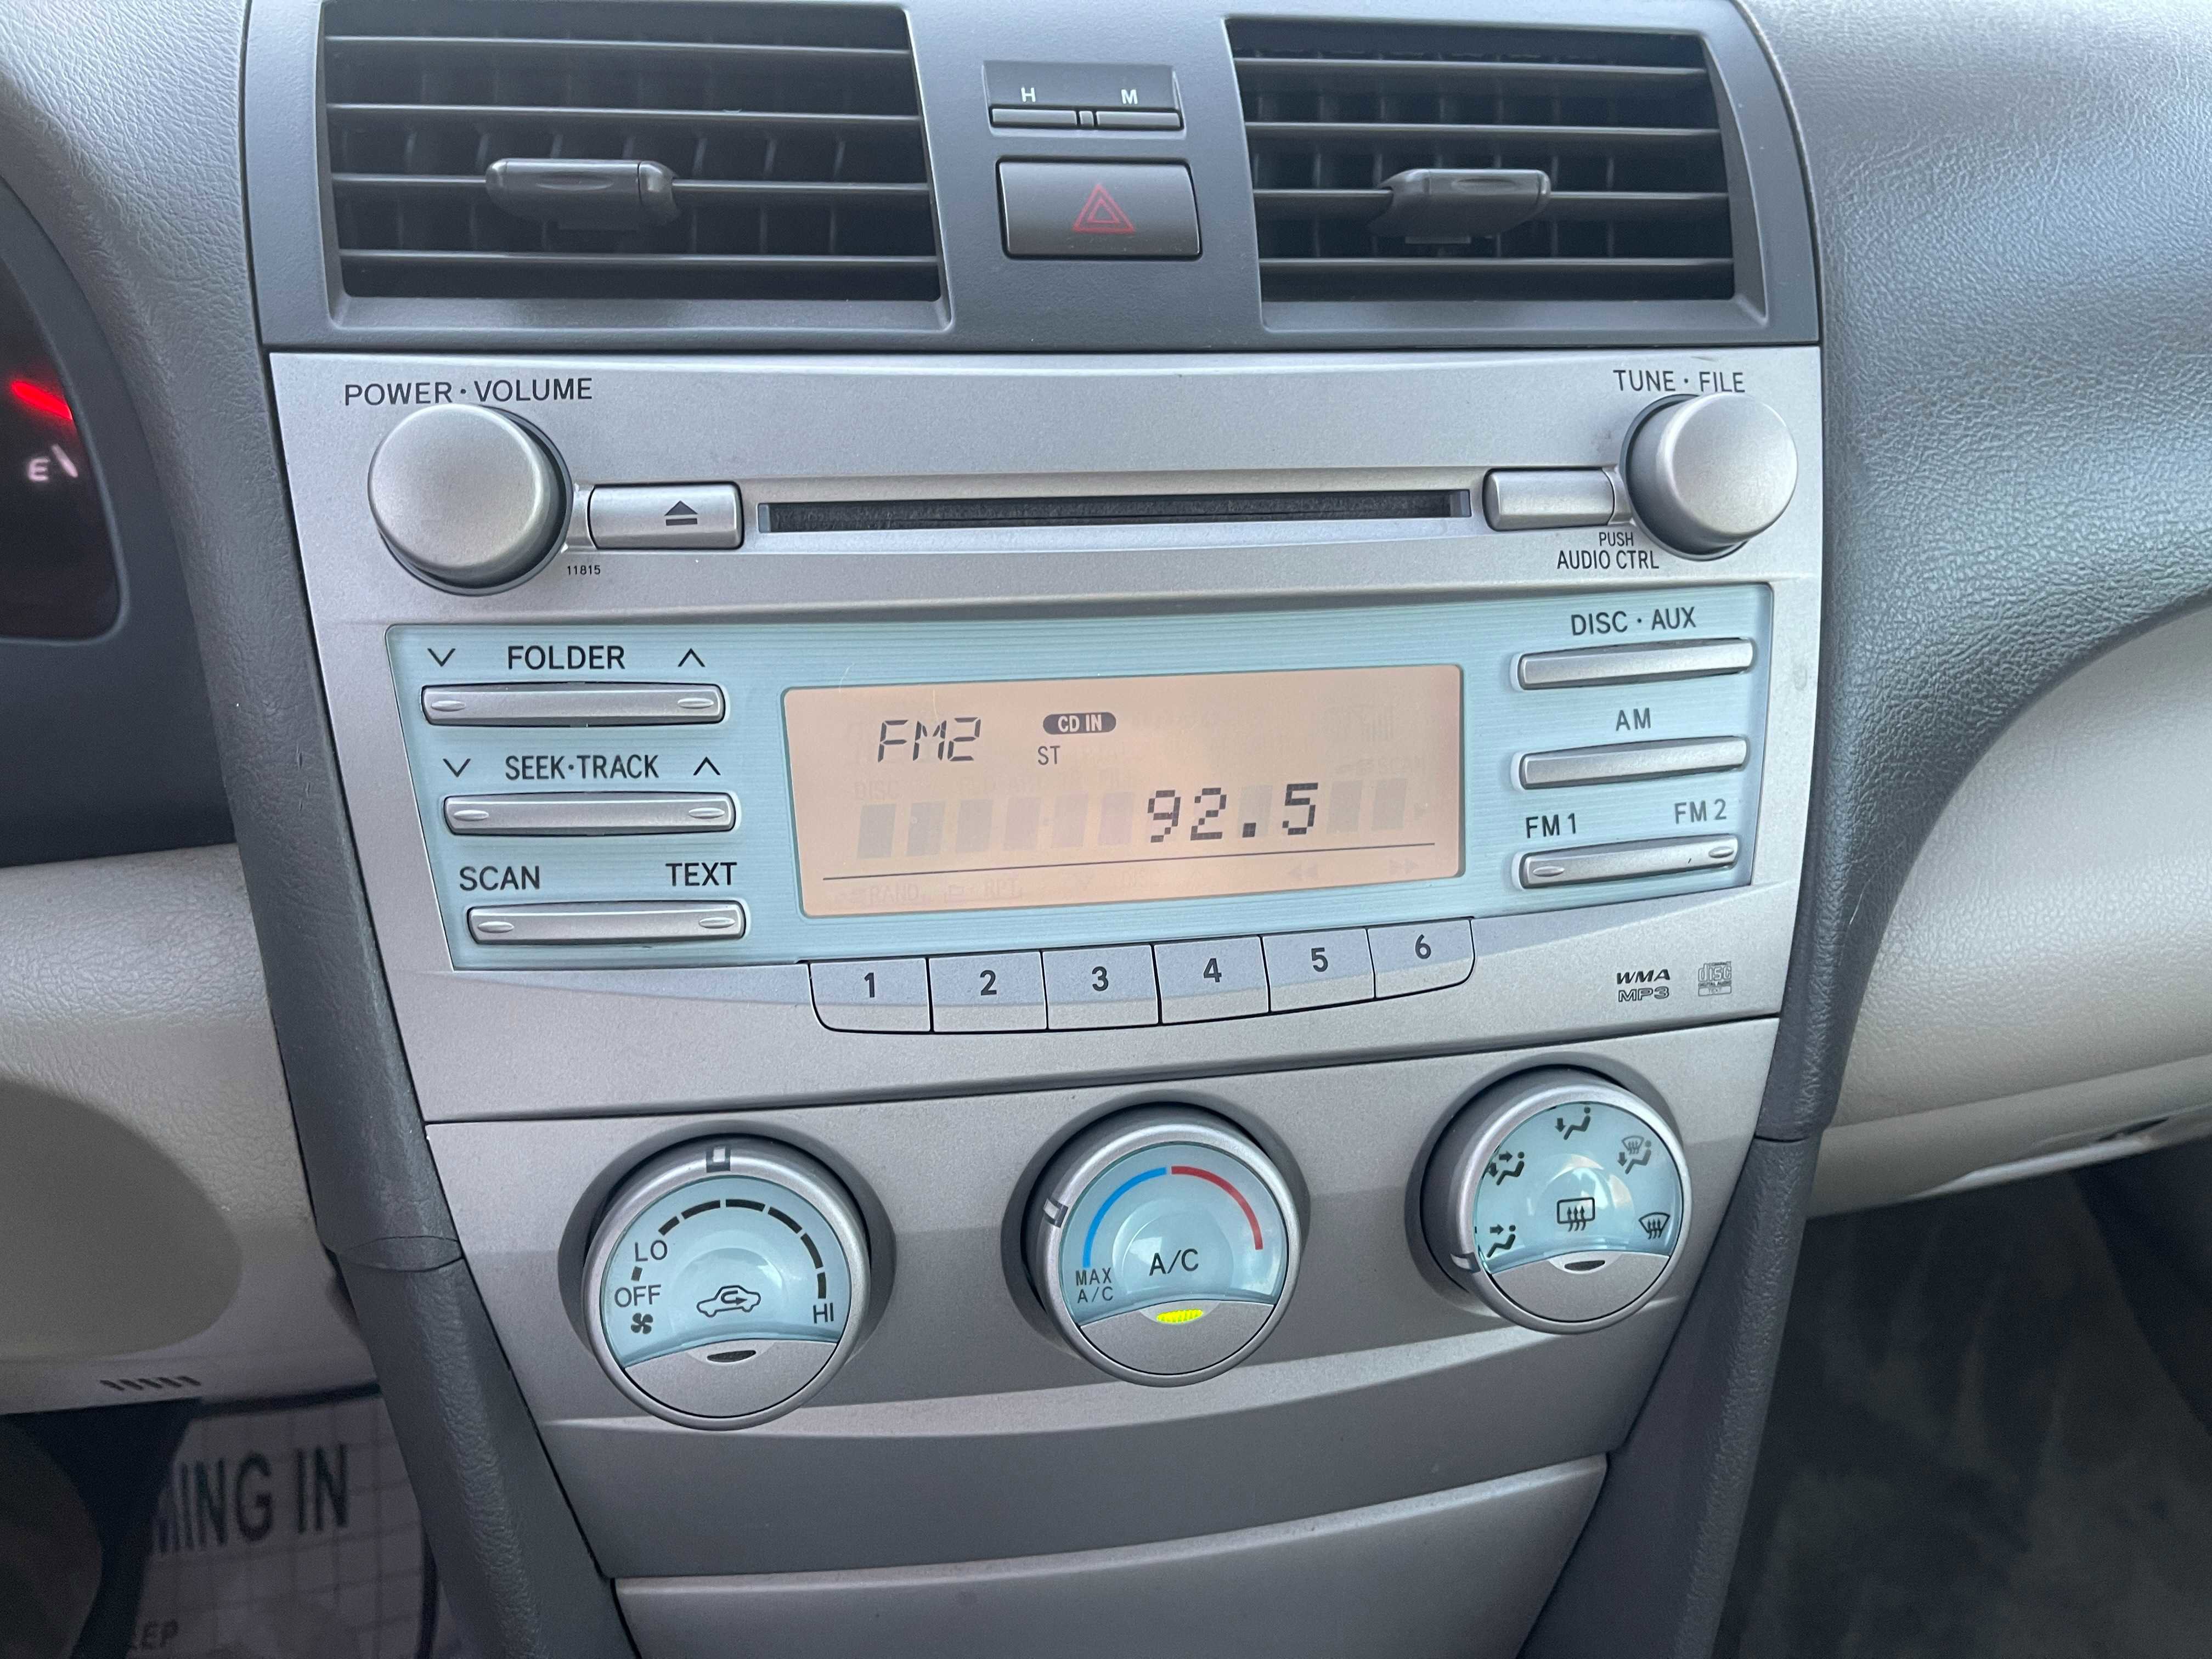 H M
POWER・VOLUME
TUNE・FILE
E
11815
PUSH
AUDIO CTRL
FOLDER
DISC・AUX
FM2 CD IN
ST
SEEK・TRACK
AM
92.5
FM1 FM2
SCAN TEXT
1 2 3 4 5 6
WMA
MP3
disc
LO
OFF
HI
MAX
A/C
A/C
MING IN